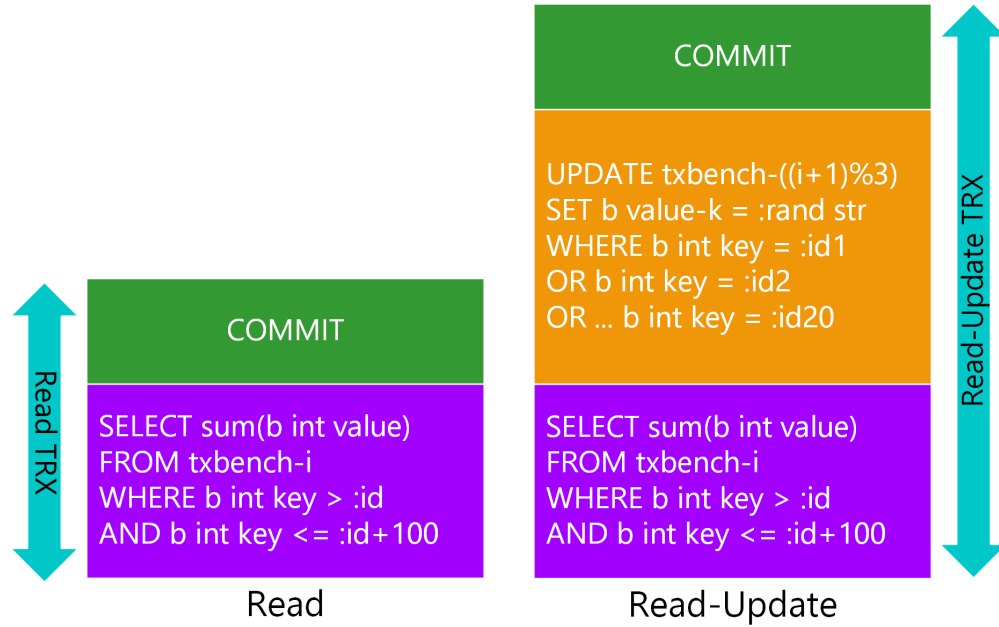 COMMIT
SELECT sum(b int value)
FROM txbench-i
WHERE b int key > :id
AND b int key <= :id+100
Read TRX
Read
COMMIT
UPDATE txbench-((i+1)%3)
SET b value-k = :rand str
WHERE b int key = :id1
OR b int key = :id2
OR ... b int key = :id20
SELECT sum(b int value)
FROM txbench-i
WHERE b int key > :id
AND b int key <= :id+100
Read-Update TRX
Read-Update